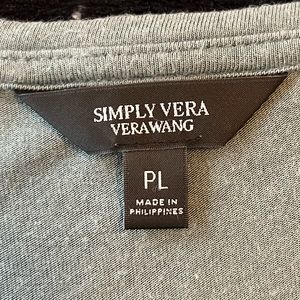 SIMPLY VERA
VERAWANG
PL
MADE IN
PHILIPPINES